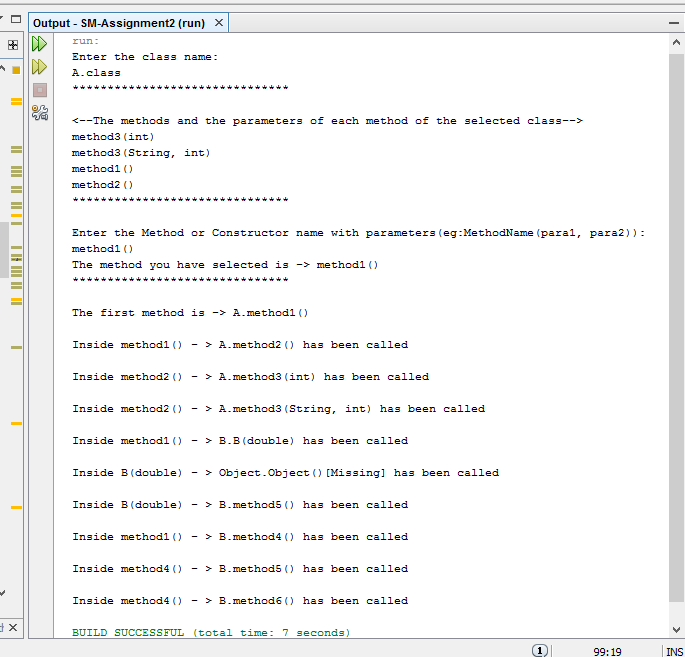 Output - SM-Assignment2 (run) ×
run:
Enter the class name:
A.class
*******************************
<--The methods and the parameters of each method of the selected class-->
method3(int)
method3(String, int)
method1()
method2()
*******************************
Enter the Method or Constructor name with parameters(eg:MethodName(para1, para2)):
method1()
The method you have selected is -> method1()
*******************************
The first method is -> A.method1()
Inside method1() - > A.method2() has been called
Inside method2() - > A.method3(int) has been called
Inside method2() - > A.method3(String, int) has been called
Inside method1() - > B.B(double) has been called
Inside B(double) - > Object.Object()[Missing] has been called
Inside B(double) - > B.method5() has been called
Inside method1() - > B.method4() has been called
Inside method4() - > B.method5() has been called
Inside method4() - > B.method6() has been called
BUILD SUCCESSFUL (total time: 7 seconds)
1 99:19 INS